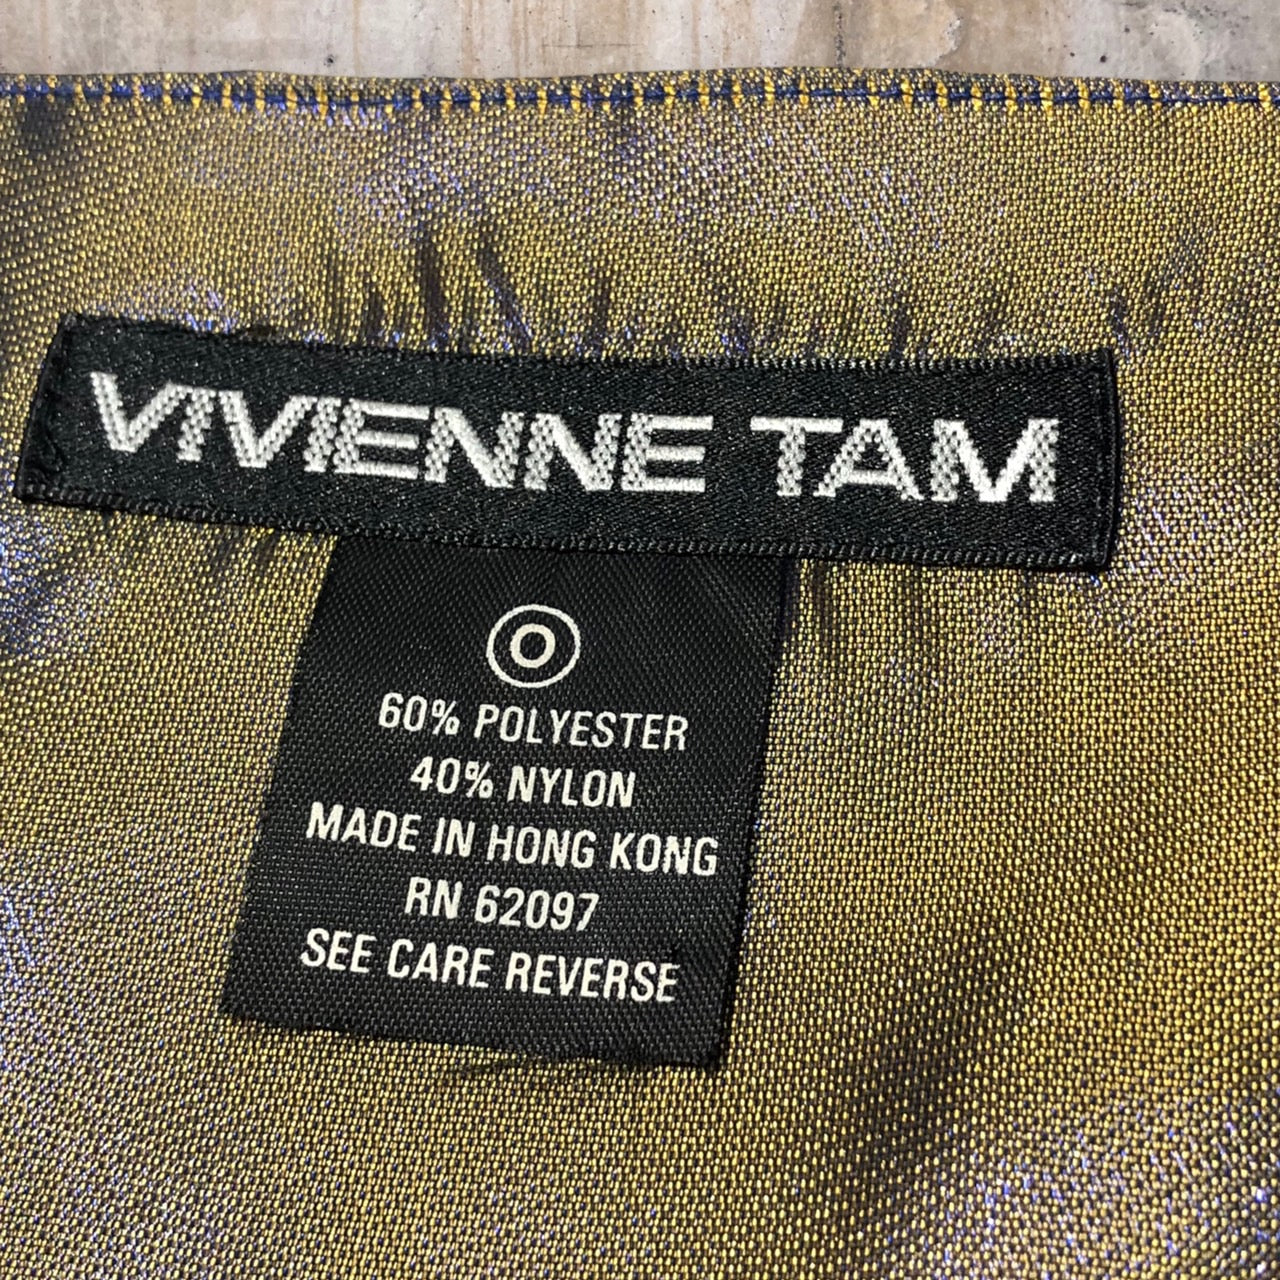 VIVIENNE TAM
0
60% POLYESTER
40% NYLON
MADE IN HONG KONG
RN 62097
SEE CARE REVERSE